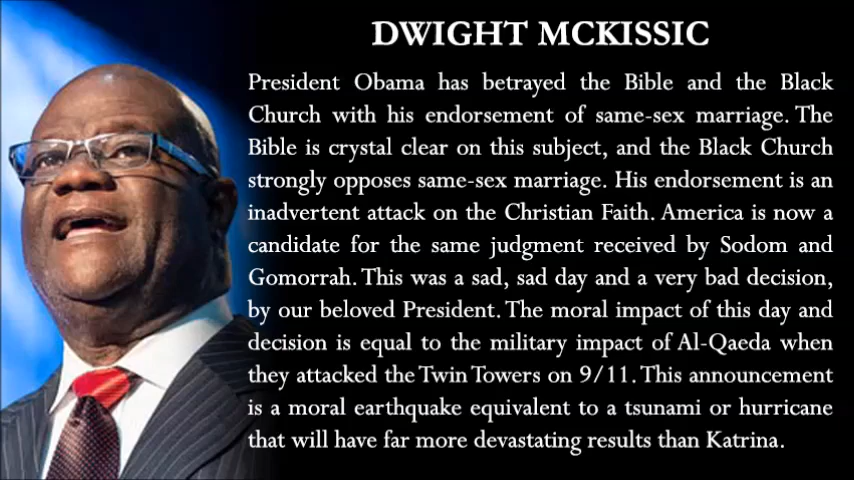 DWIGHT MCKISSIC
President Obama has betrayed the Bible and the Black
Church with his endorsement of same-sex marriage. The
Bible is crystal clear on this subject, and the Black Church
strongly opposes same-sex marriage. His endorsement is an
inadvertent attack on the Christian Faith. America is now a
candidate for the same judgment received by Sodom and
Gomorrah. This was a sad, sad day and a very bad decision,
by our beloved President. The moral impact of this day and
decision is equal to the military impact of Al-Qaeda when
they attacked the Twin Towers on 9/11. This announcement
is a moral earthquake equivalent to a tsunami or hurricane
that will have far more devastating results than Katrina.